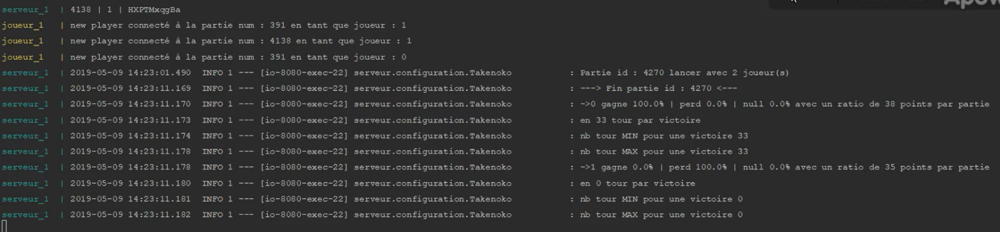 serveur_1 | 4138 | 1 | HXPTMxqgBa
joueur_1 | new player connecté à la partie num : 391 en tant que joueur : 1
joueur_1 | new player connecté à la partie num : 4138 en tant que joueur : 1
joueur_1 | new player connecté à la partie num : 391 en tant que joueur : 0
serveur_1 | 2019-05-09 14:23:01.490 INFO 1 --- [io-8080-exec-22] serveur.configuration.Takenoko : Partie id : 4270 lancer avec 2 joueur(s)
serveur_1 | 2019-05-09 14:23:11.169 INFO 1 --- [io-8080-exec-22] serveur.configuration.Takenoko : ---> Fin partie id : 4270 <---
serveur_1 | 2019-05-09 14:23:11.170 INFO 1 --- [io-8080-exec-22] serveur.configuration.Takenoko : ->0 gagne 100.0% | perd 0.0% | null 0.0% avec un ratio de 38 points par partie
serveur_1 | 2019-05-09 14:23:11.173 INFO 1 --- [io-8080-exec-22] serveur.configuration.Takenoko : en 33 tour par victoire
serveur_1 | 2019-05-09 14:23:11.174 INFO 1 --- [io-8080-exec-22] serveur.configuration.Takenoko : nb tour MIN pour une victoire 33
serveur_1 | 2019-05-09 14:23:11.178 INFO 1 --- [io-8080-exec-22] serveur.configuration.Takenoko : nb tour MAX pour une victoire 33
serveur_1 | 2019-05-09 14:23:11.178 INFO 1 --- [io-8080-exec-22] serveur.configuration.Takenoko : ->1 gagne 0.0% | perd 100.0% | null 0.0% avec un ratio de 35 points par partie
serveur_1 | 2019-05-09 14:23:11.180 INFO 1 --- [io-8080-exec-22] serveur.configuration.Takenoko : en 0 tour par victoire
serveur_1 | 2019-05-09 14:23:11.181 INFO 1 --- [io-8080-exec-22] serveur.configuration.Takenoko : nb tour MIN pour une victoire 0
serveur_1 | 2019-05-09 14:23:11.182 INFO 1 --- [io-8080-exec-22] serveur.configuration.Takenoko : nb tour MAX pour une victoire 0